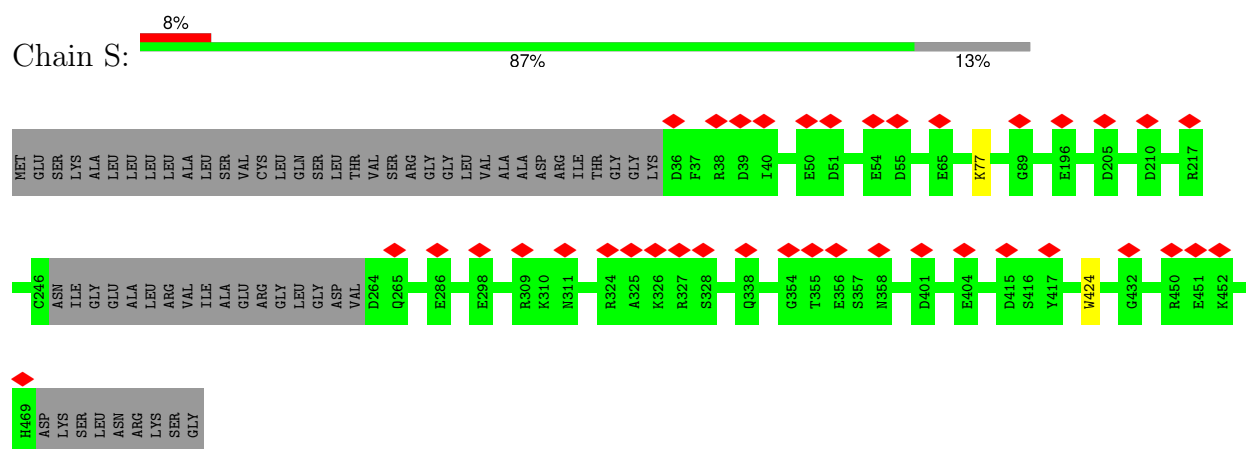 8%
Chain S:
87% 13%
MET GLU SER LYS ALA LEU LEU LEU LEU LEU ALA LEU SER VAL CYS LEU GLN SER LEU THR VAL SER ARG GLY GLY LEU VAL ALA ALA ASP ARG ILE THR GLY GLY LYS D36 F37 R38 D39 I40 E50 D51 E54 D55 E65 K77 G89 E196 D205 D210 R217
C246 ASN ILE GLY GLU ALA LEU ARG VAL ILE ALA GLU ARG GLY LEU GLY ASP VAL D264 Q265 E286 E298 R309 K310 N311 R324 A325 K326 R327 S328 Q338 G354 T355 E356 S357 N358 D401 E404 D415 S416 Y417 W424 G432 R450 E451 K452
H469 ASP LYS SER LEU ASN ARG LYS SER GLY